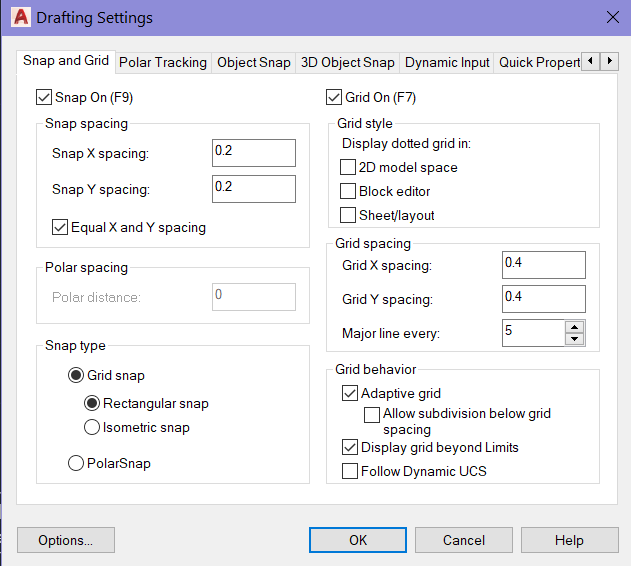 Drafting Settings
Snap and Grid
Polar Tracking
Object Snap
3D Object Snap
Dynamic Input
Quick Propert
Snap On (F9)
Snap spacing
Snap X spacing:
0.2
Snap Y spacing:
0.2
Equal X and Y spacing
Polar spacing
Polar distance:
0
Snap type
Grid snap
Rectangular snap
Isometric snap
PolarSnap
Grid On (F7)
Grid style
Display dotted grid in:
2D model space
Block editor
Sheet/layout
Grid spacing
Grid X spacing:
0.4
Grid Y spacing:
0.4
Major line every:
5
Grid behavior
Adaptive grid
Allow subdivision below grid
spacing
Display grid beyond Limits
Follow Dynamic UCS
Options...
OK
Cancel
Help